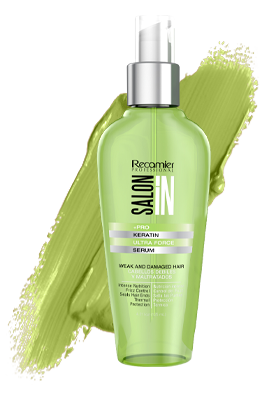 Recamier
PROFESSIONAL
SALON IN
+PRO
KERATIN
ULTRA FORCE
SERUM
WEAK AND DAMAGED HAIR
Intense Nutrition
Frizz Control
Seals Hair Ends
Thermal
Protection